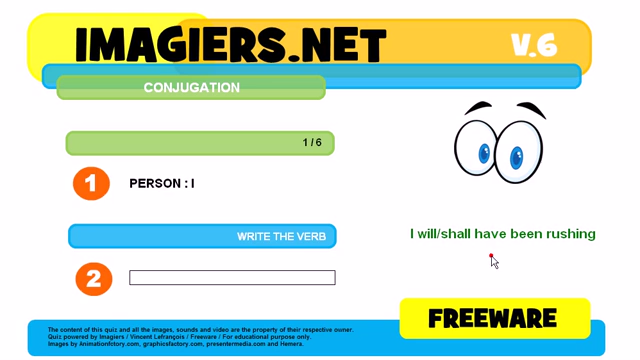 IMAGIERS.NET
V.6
CONJUGATION
1 / 6
1
PERSON : I
WRITE THE VERB
I will/shall have been rushing
2
FREEWARE
The content of this quiz and all the images, sounds and video are the property of their respective owner.
Quiz powered by Imagiers / Vincent Lefrançois / Freeware / For educational purpose only.
Images by Animationfctory.com, graphicsfactory.com, presentermedia.com and Hemera.